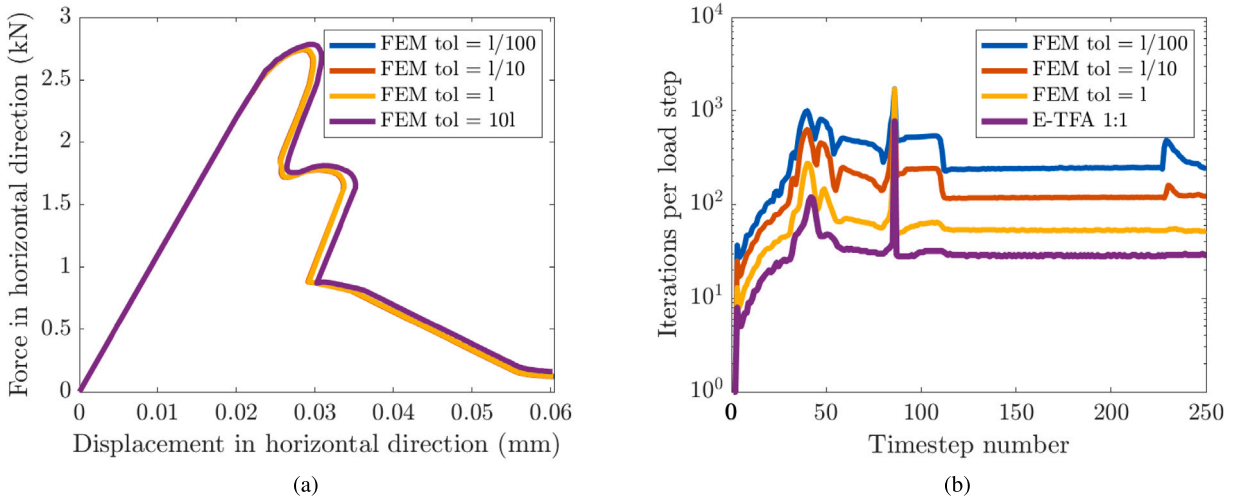 Force in horizontal direction (kN)
3
2.5
2
1.5
1
0.5
0
0
0.01
0.02
0.03
0.04
0.05
0.06
Displacement in horizontal direction (mm)
FEM tol = l/100
FEM tol = l/10
FEM tol = l
FEM tol = 10l
(a)
Iterations per load step
10^4
10^3
10^2
10^1
10^0
0
50
100
150
200
250
Timestep number
FEM tol = l/100
FEM tol = l/10
FEM tol = l
E-TFA 1:1
(b)